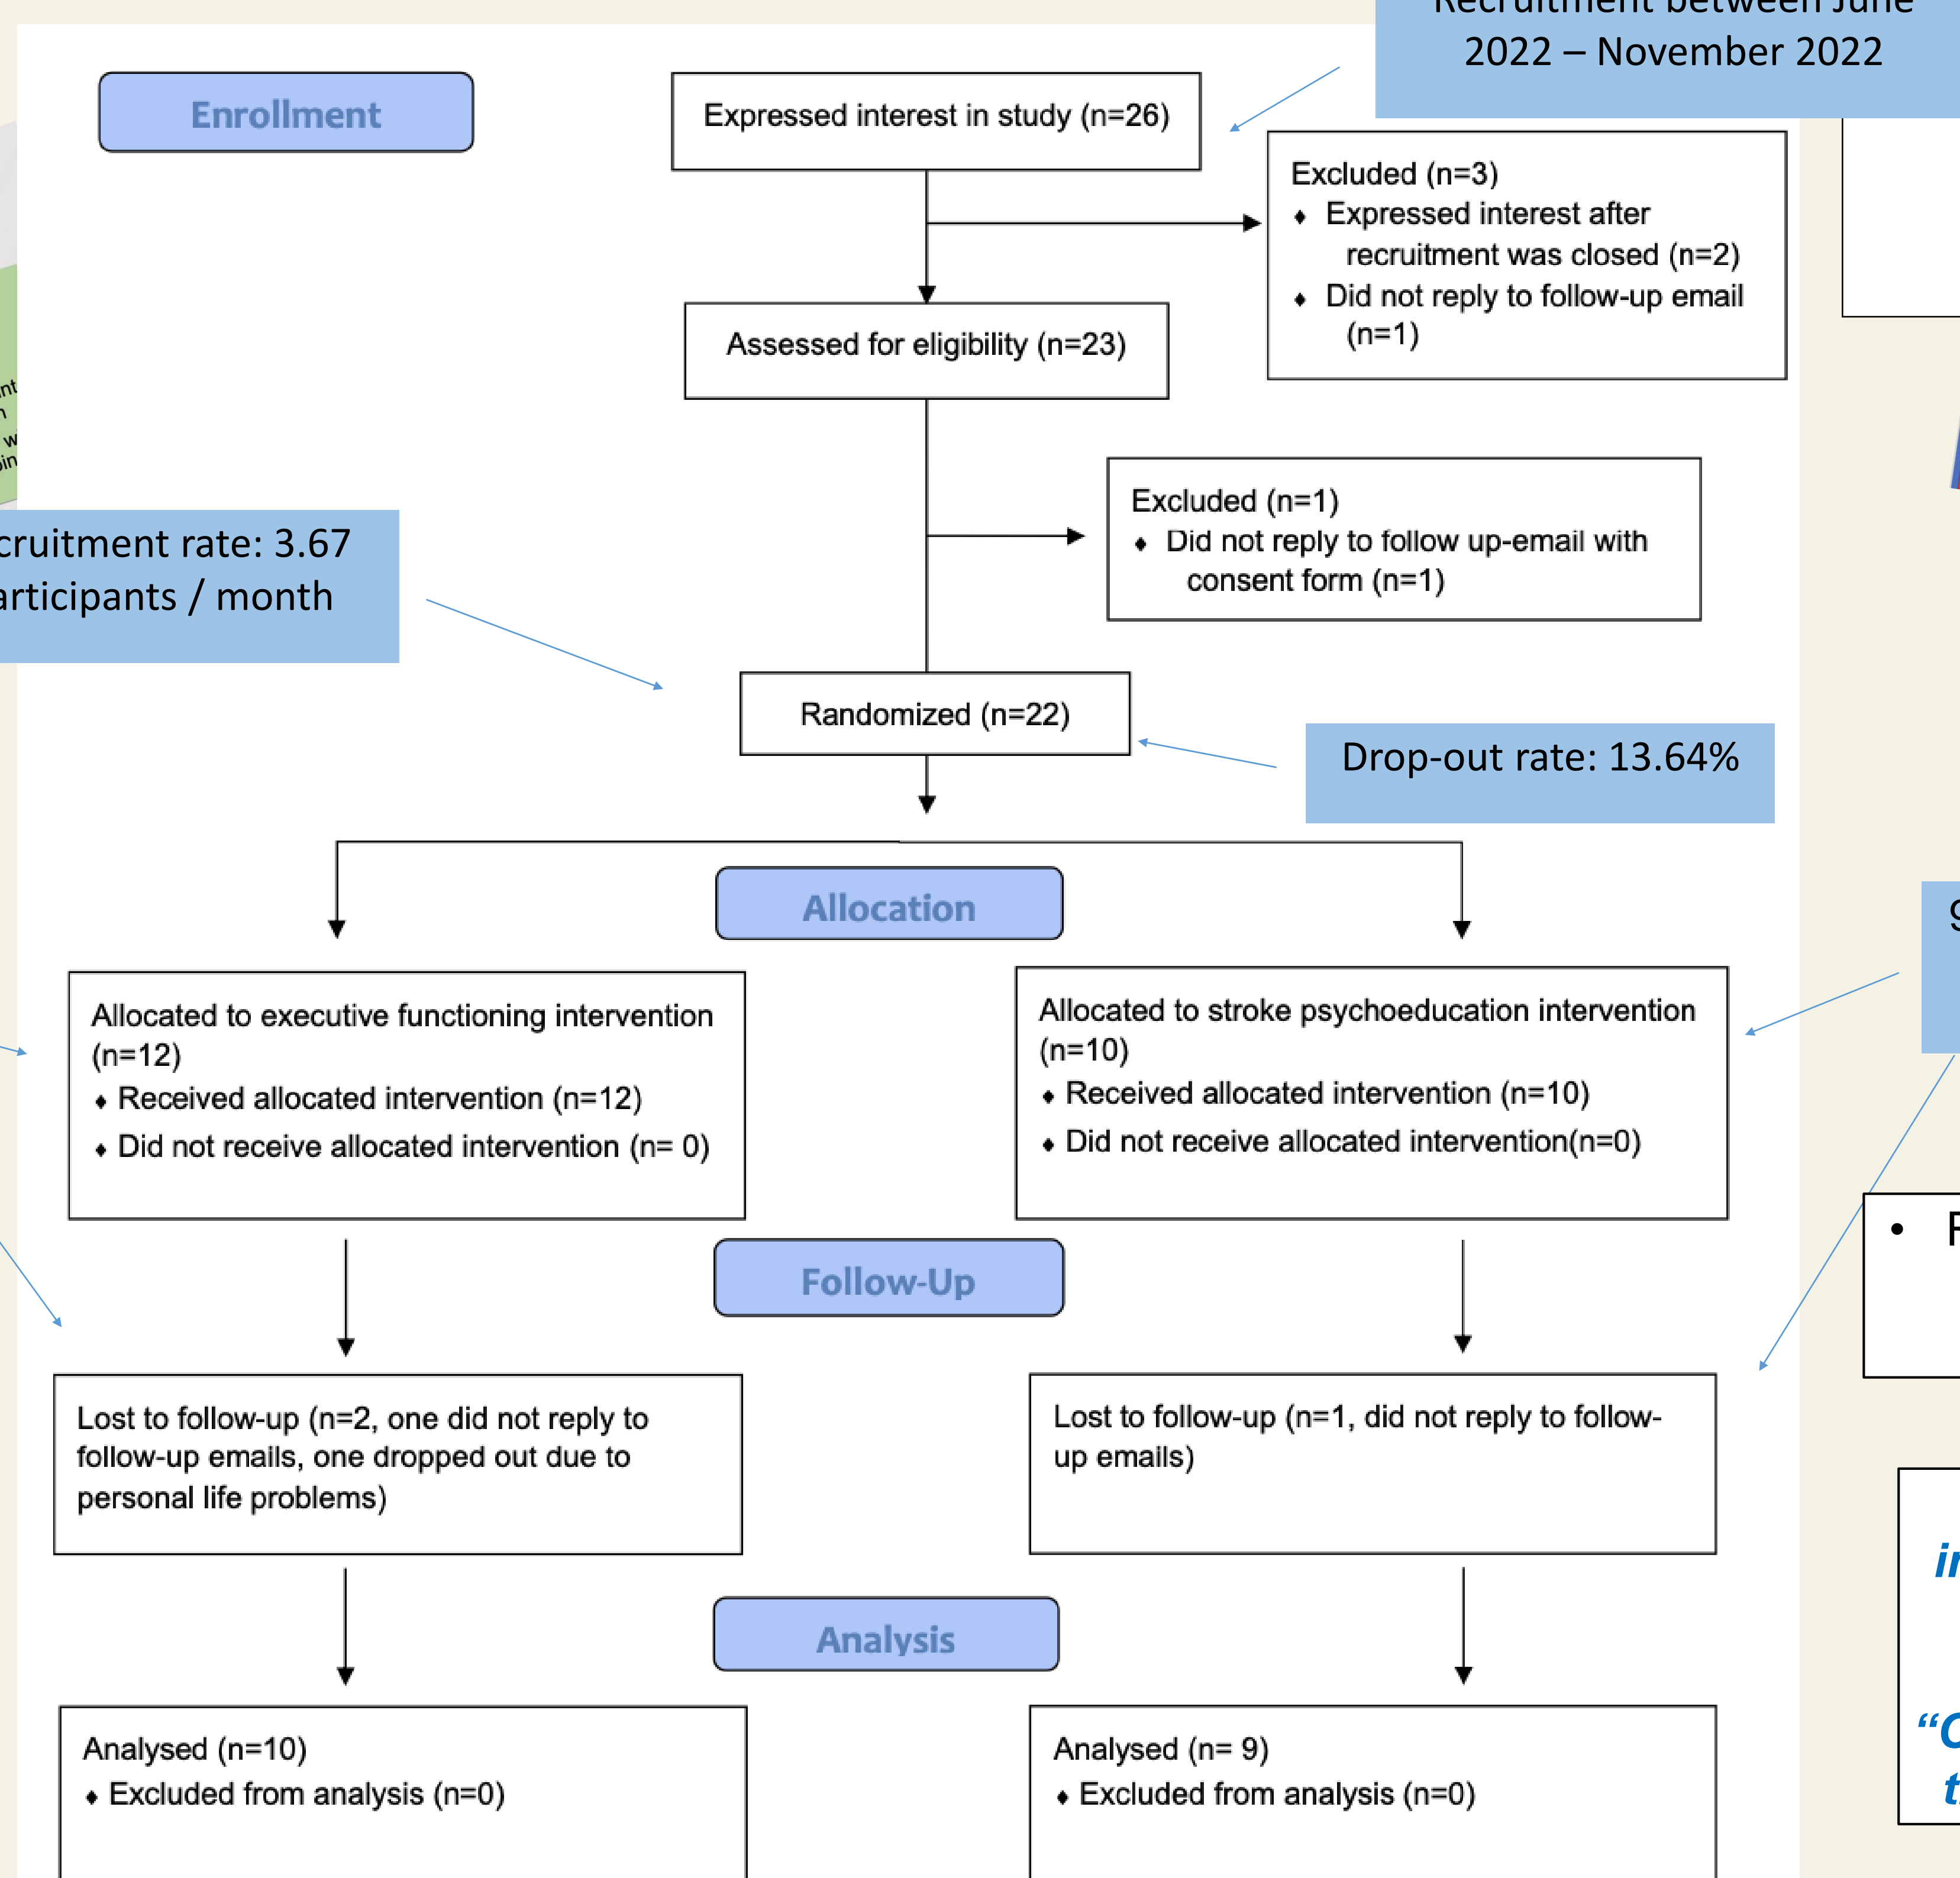 Recruitment between June
2022 – November 2022
Enrollment
Expressed interest in study (n=26)
Excluded (n=3)
♦ Expressed interest after
recruitment was closed (n=2)
♦ Did not reply to follow-up email
(n=1)
Assessed for eligibility (n=23)
Excluded (n=1)
♦ Did not reply to follow up-email with
consent form (n=1)
cruitment rate: 3.67
articipants / month
Randomized (n=22)
Drop-out rate: 13.64%
Allocation
Allocated to executive functioning intervention
(n=12)
♦ Received allocated intervention (n=12)
♦ Did not receive allocated intervention (n= 0)
Allocated to stroke psychoeducation intervention
(n=10)
♦ Received allocated intervention (n=10)
♦ Did not receive allocated intervention(n=0)
Follow-Up
Lost to follow-up (n=2, one did not reply to
follow-up emails, one dropped out due to
personal life problems)
Lost to follow-up (n=1, did not reply to follow-
up emails)
Analysis
Analysed (n=10)
♦ Excluded from analysis (n=0)
Analysed (n= 9)
♦ Excluded from analysis (n=0)